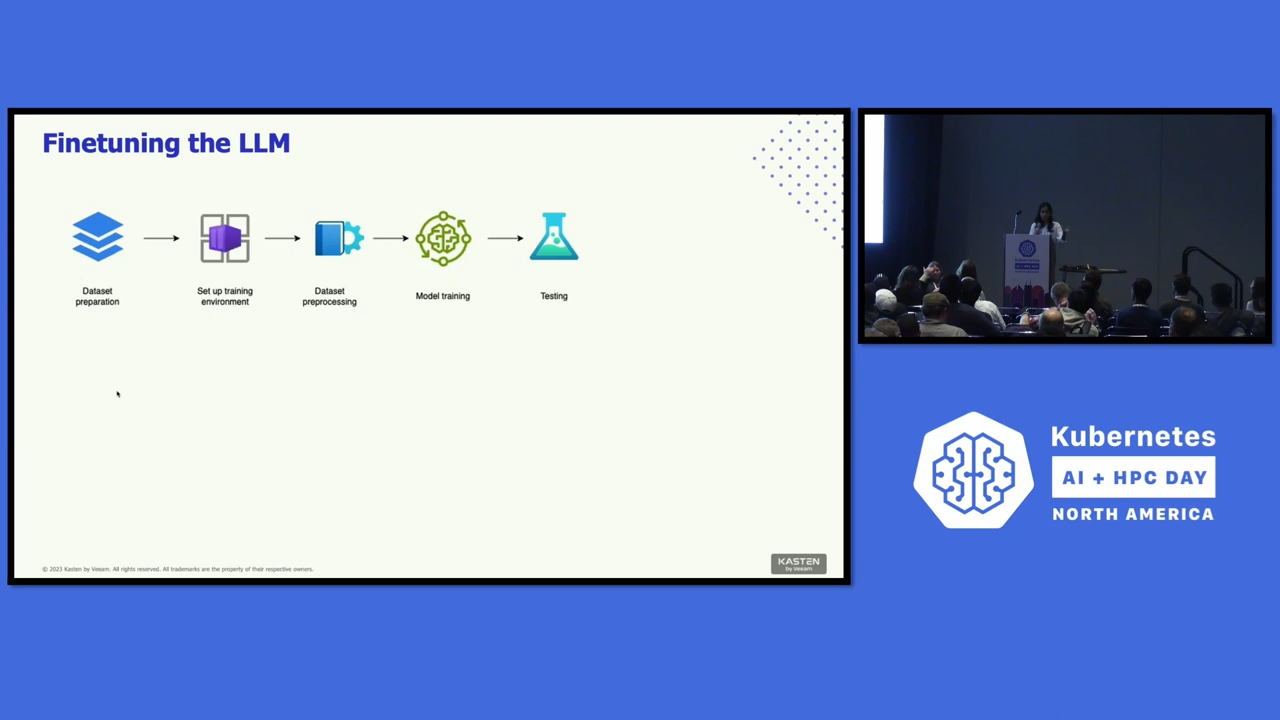 Finetuning the LLM
Dataset
preparation
Set up training
environment
Dataset
preprocessing
Model training
Testing
© 2023 Kasten by Veeam. All rights reserved. All trademarks are the property of their respective owners.
KASTEN
by Veeam
Kubernetes
AI + HPC DAY
NORTH AMERICA